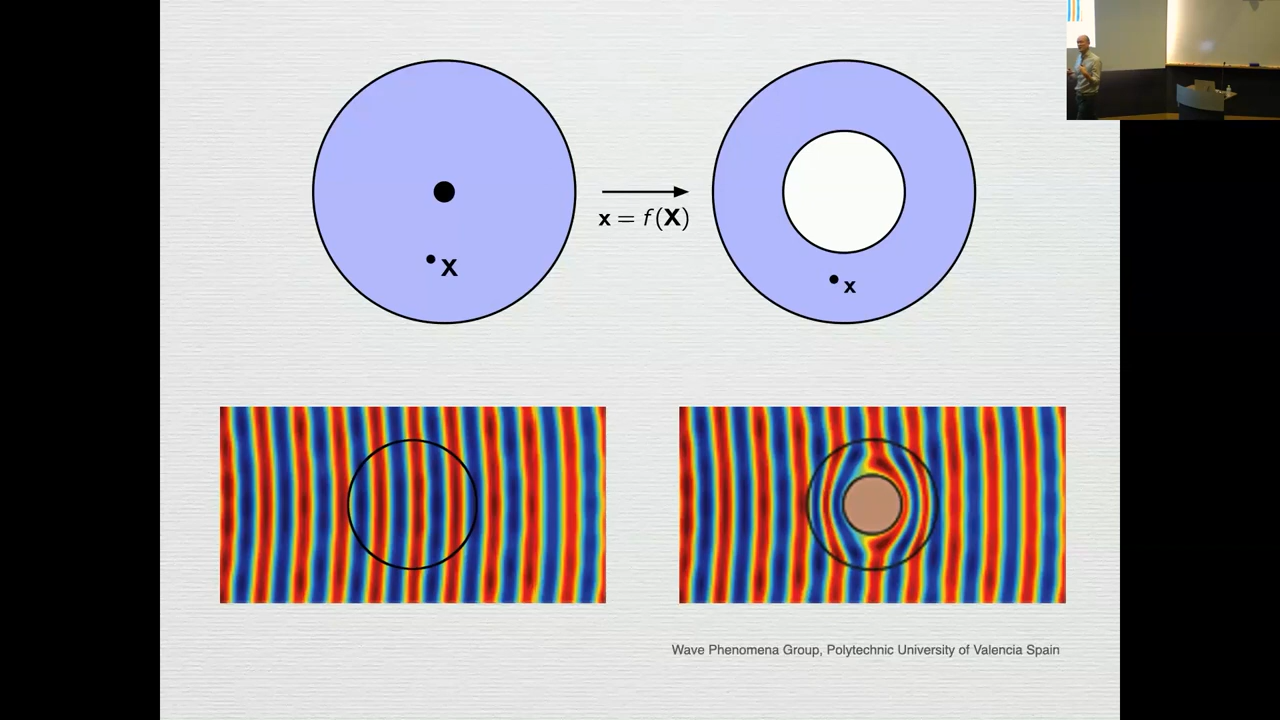 x = f(X)
X
x
Wave Phenomena Group, Polytechnic University of Valencia Spain